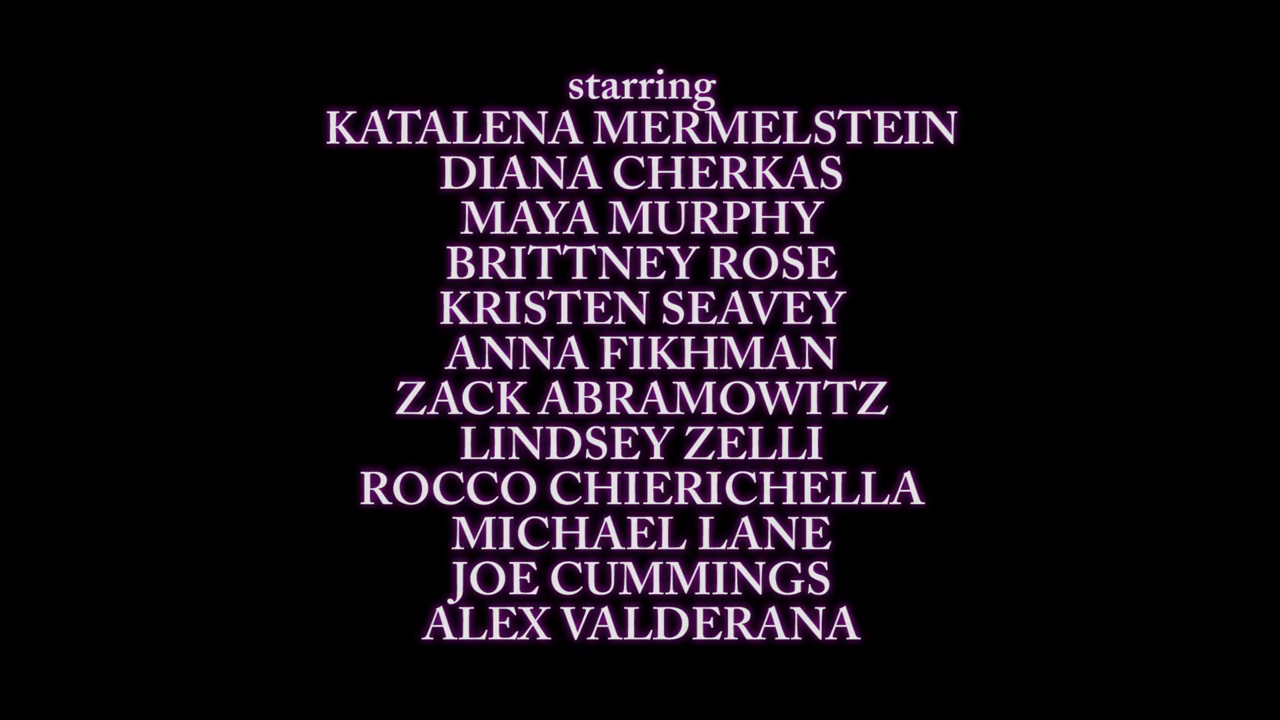 starring
KATALENA MERMELSTEIN
DIANA CHERKAS
MAYA MURPHY
BRITTNEY ROSE
KRISTEN SEAVEY
ANNA FIKHMAN
ZACK ABRAMOWITZ
LINDSEY ZELLI
ROCCO CHIERICHELLA
MICHAEL LANE
JOE CUMMINGS
ALEX VALDERANA